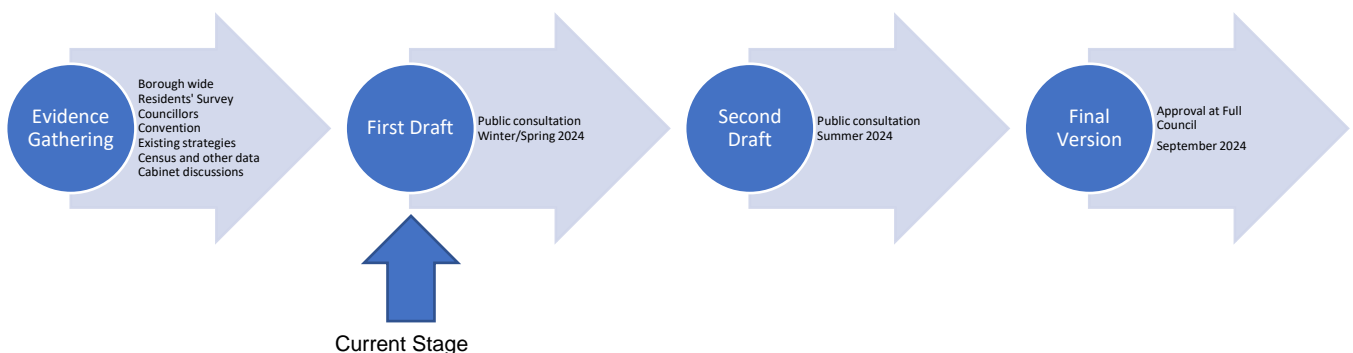 Evidence
Gathering
Borough wide
Residents' Survey
Councillors
Convention
Existing strategies
Census and other data
Cabinet discussions
First Draft
Public consultation
Winter/Spring 2024
Second
Draft
Public consultation
Summer 2024
Final
Version
Approval at Full
Council
September 2024
Current Stage